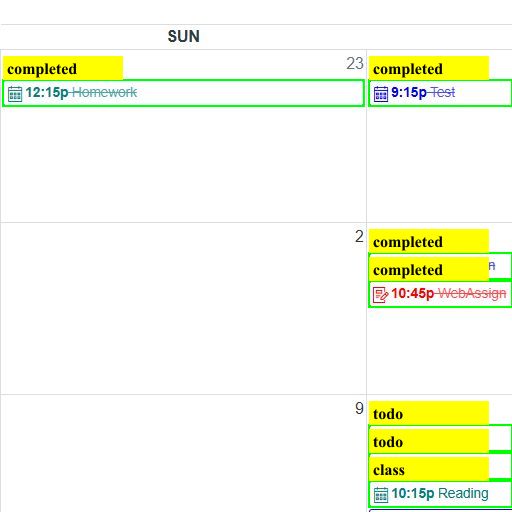 SUN
23
completed
12:15p Homework
completed
9:15p Test
2
completed
completed
10:45p WebAssign
9
todo
todo
class
10:15p Reading